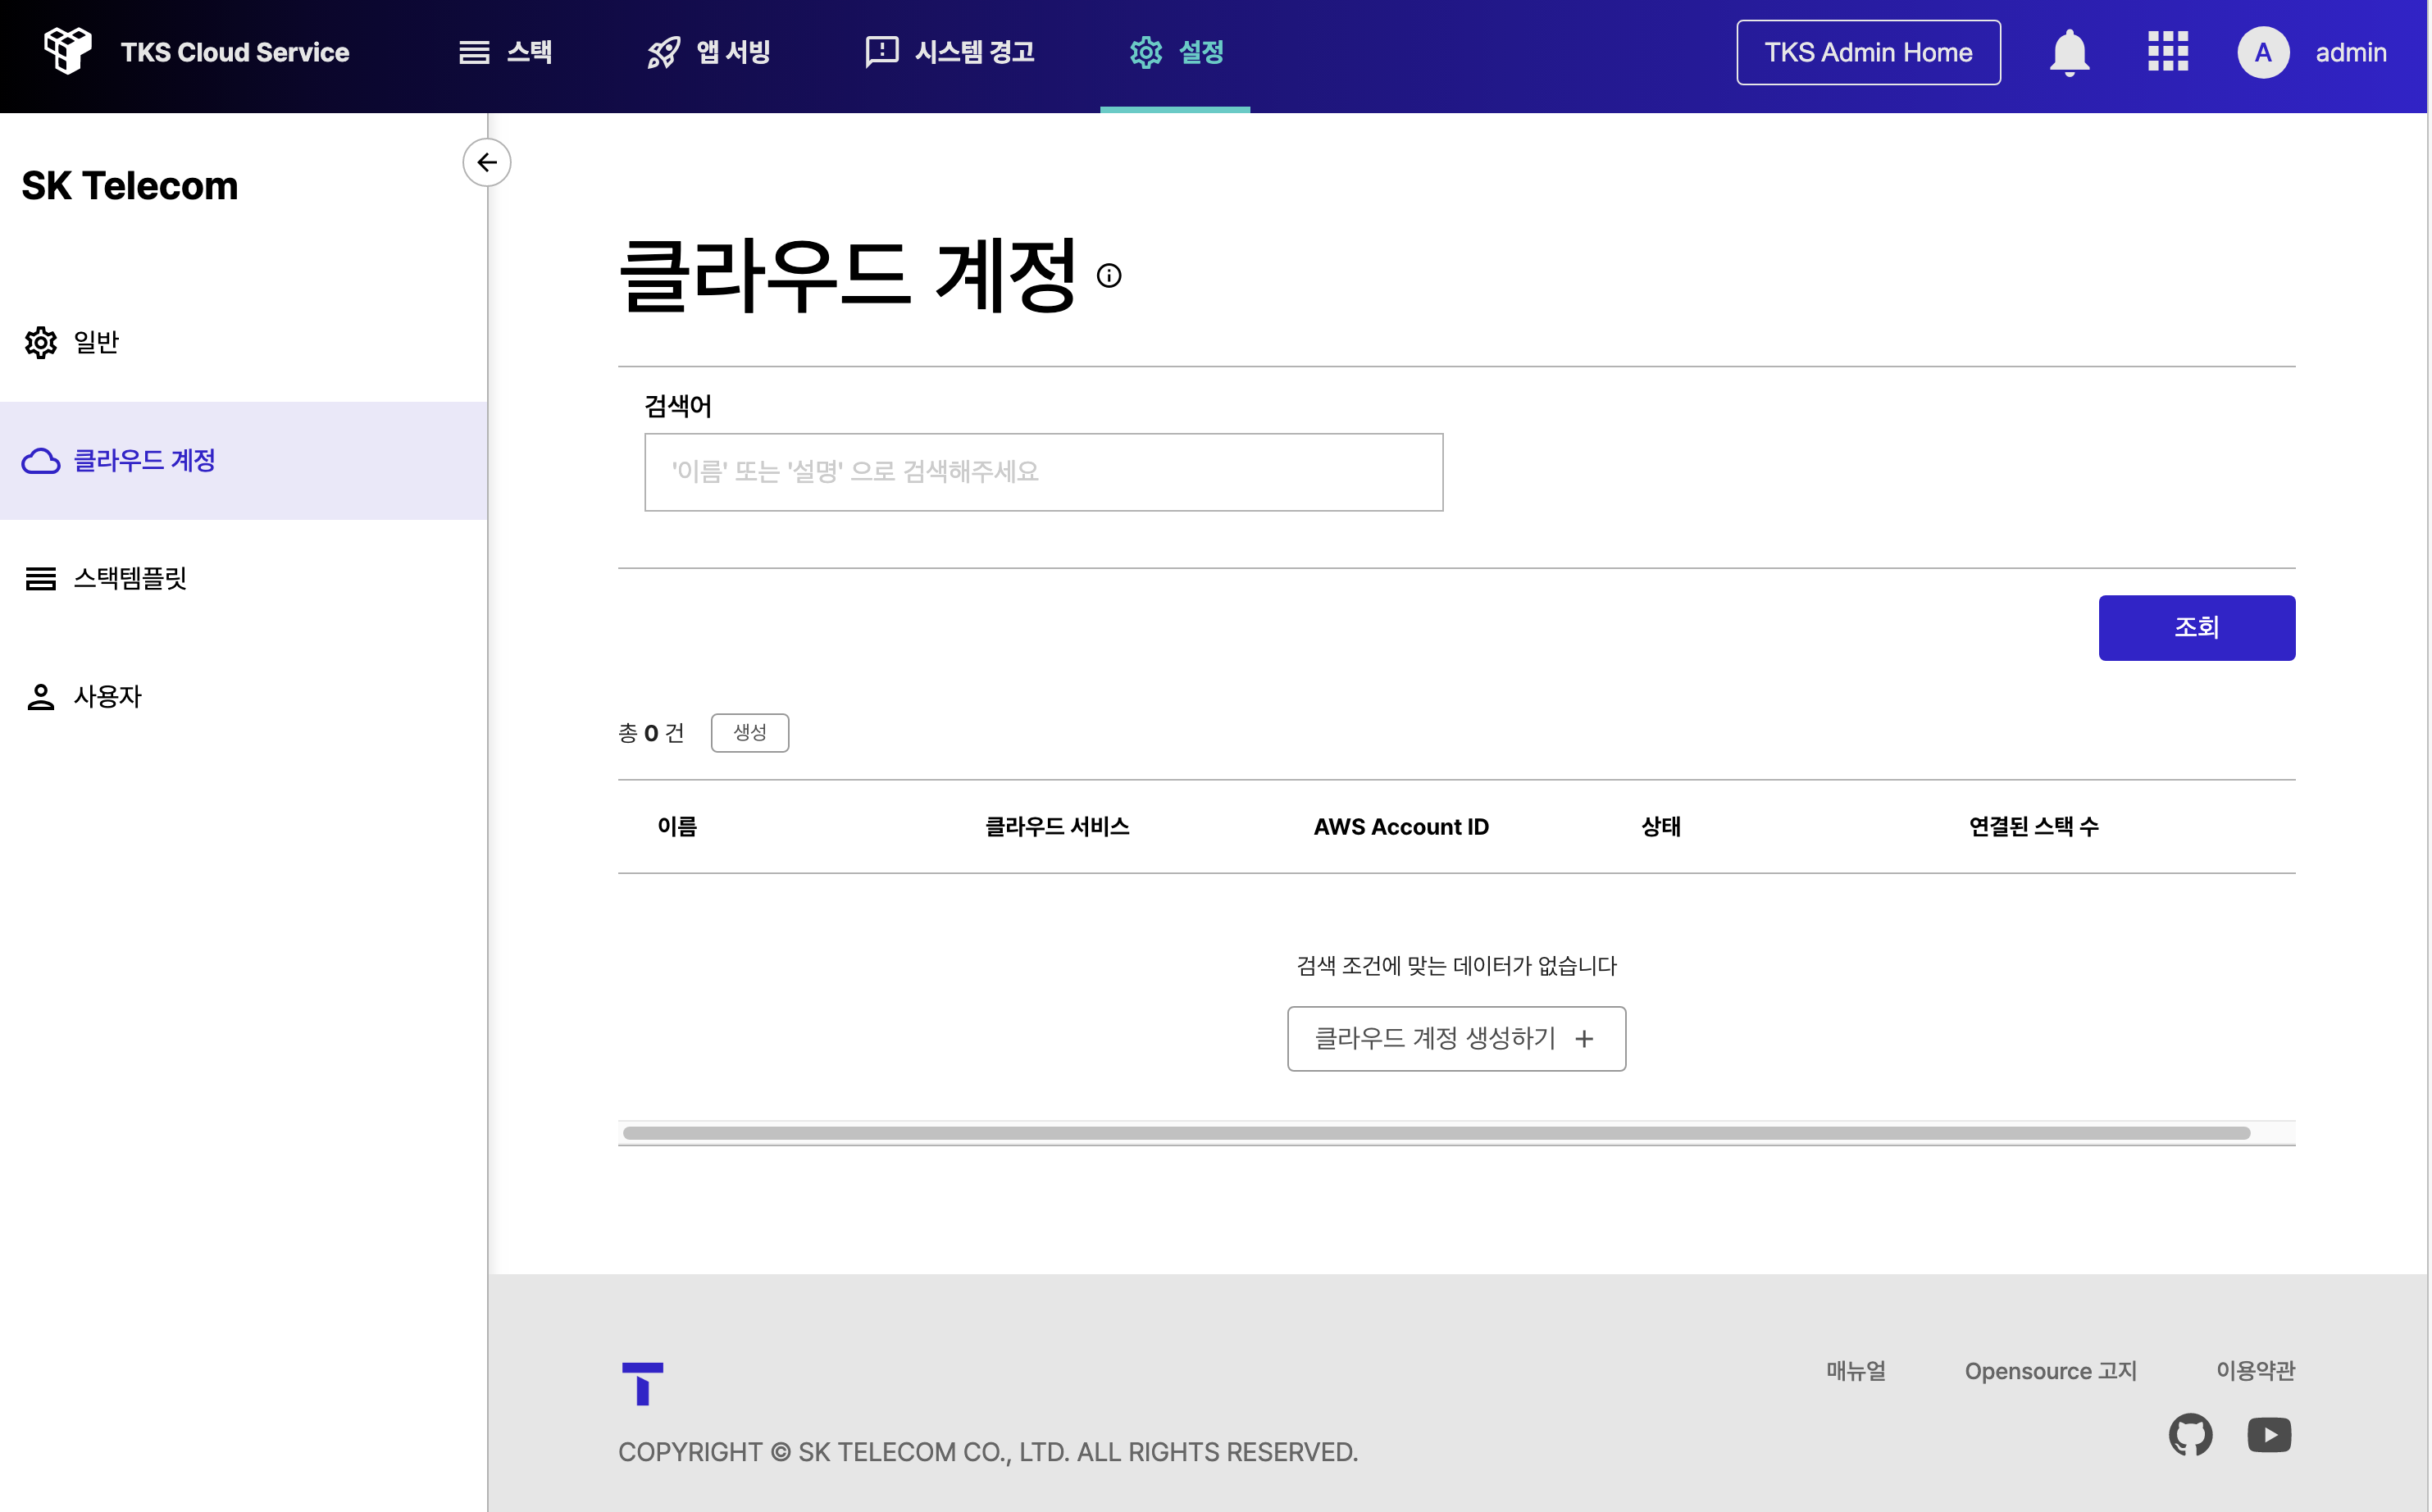 TKS Cloud Service
스택
앱 서빙
시스템 경고
설정
TKS Admin Home
A
admin
SK Telecom
일반
클라우드 계정
스택템플릿
사용자
클라우드 계정
검색어
'이름' 또는 '설명' 으로 검색해주세요
조회
총 0 건
생성
이름
클라우드 서비스
AWS Account ID
상태
연결된 스택 수
검색 조건에 맞는 데이터가 없습니다
클라우드 계정 생성하기 +
매뉴얼
Opensource 고지
이용약관
COPYRIGHT © SK TELECOM CO., LTD. ALL RIGHTS RESERVED.